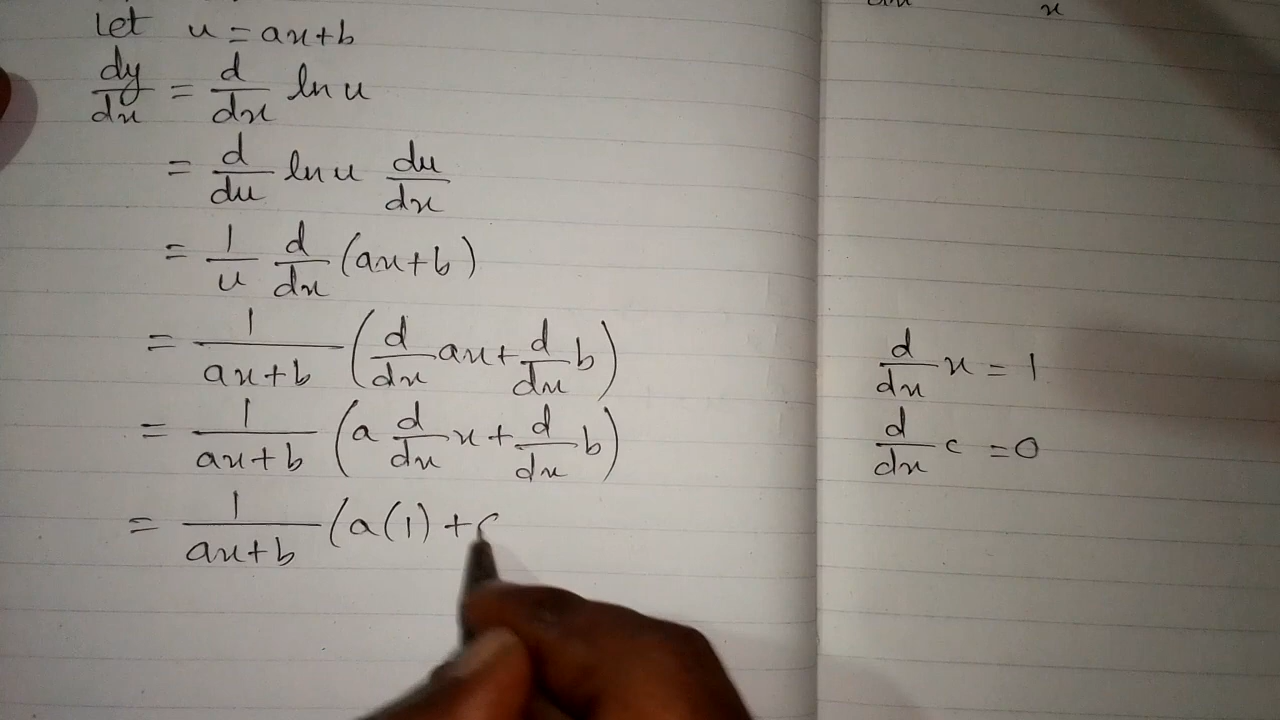 Let u = ax+b
dy/dx = d/dx ln u
= d/du ln u du/dx
= 1/u d/dx (ax+b)
= 1/(ax+b) (d/dx ax + d/dx b)
= 1/(ax+b) (a d/dx x + d/dx b)
= 1/(ax+b) (a(1) +
x
d/dx x = 1
d/dx c = 0